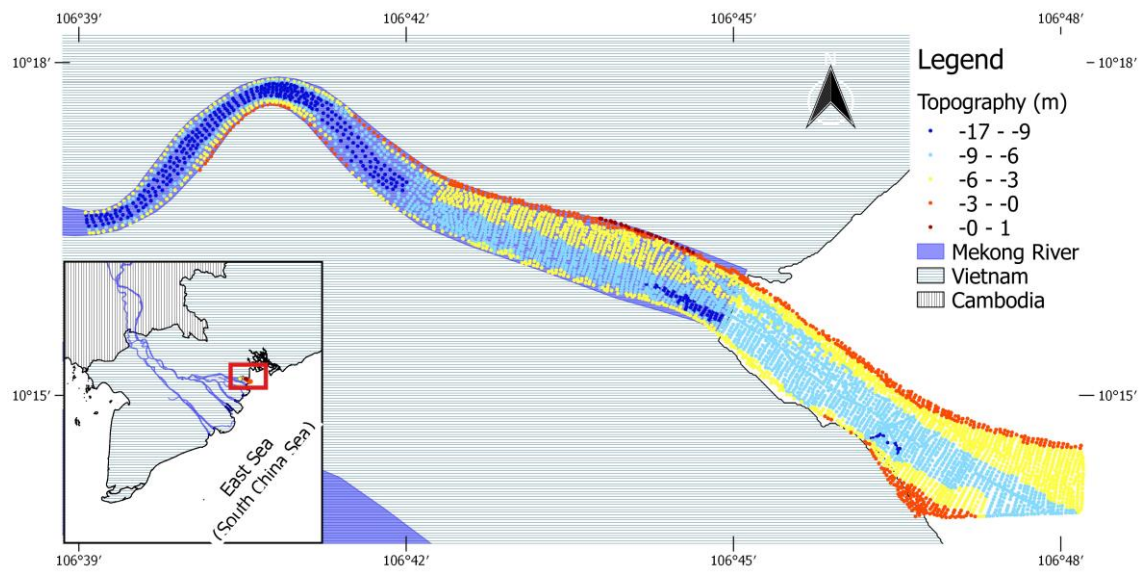 106°39′ 106°42′ 106°45′ 106°48′
10°18′ 10°18′
N
Legend
Topography (m)
-17 - -9
-9 - -6
-6 - -3
-3 - -0
-0 - 1
Mekong River
Vietnam
Cambodia
10°15′ 10°15′
East Sea
(South China Sea)
106°39′ 106°42′ 106°45′ 106°48′